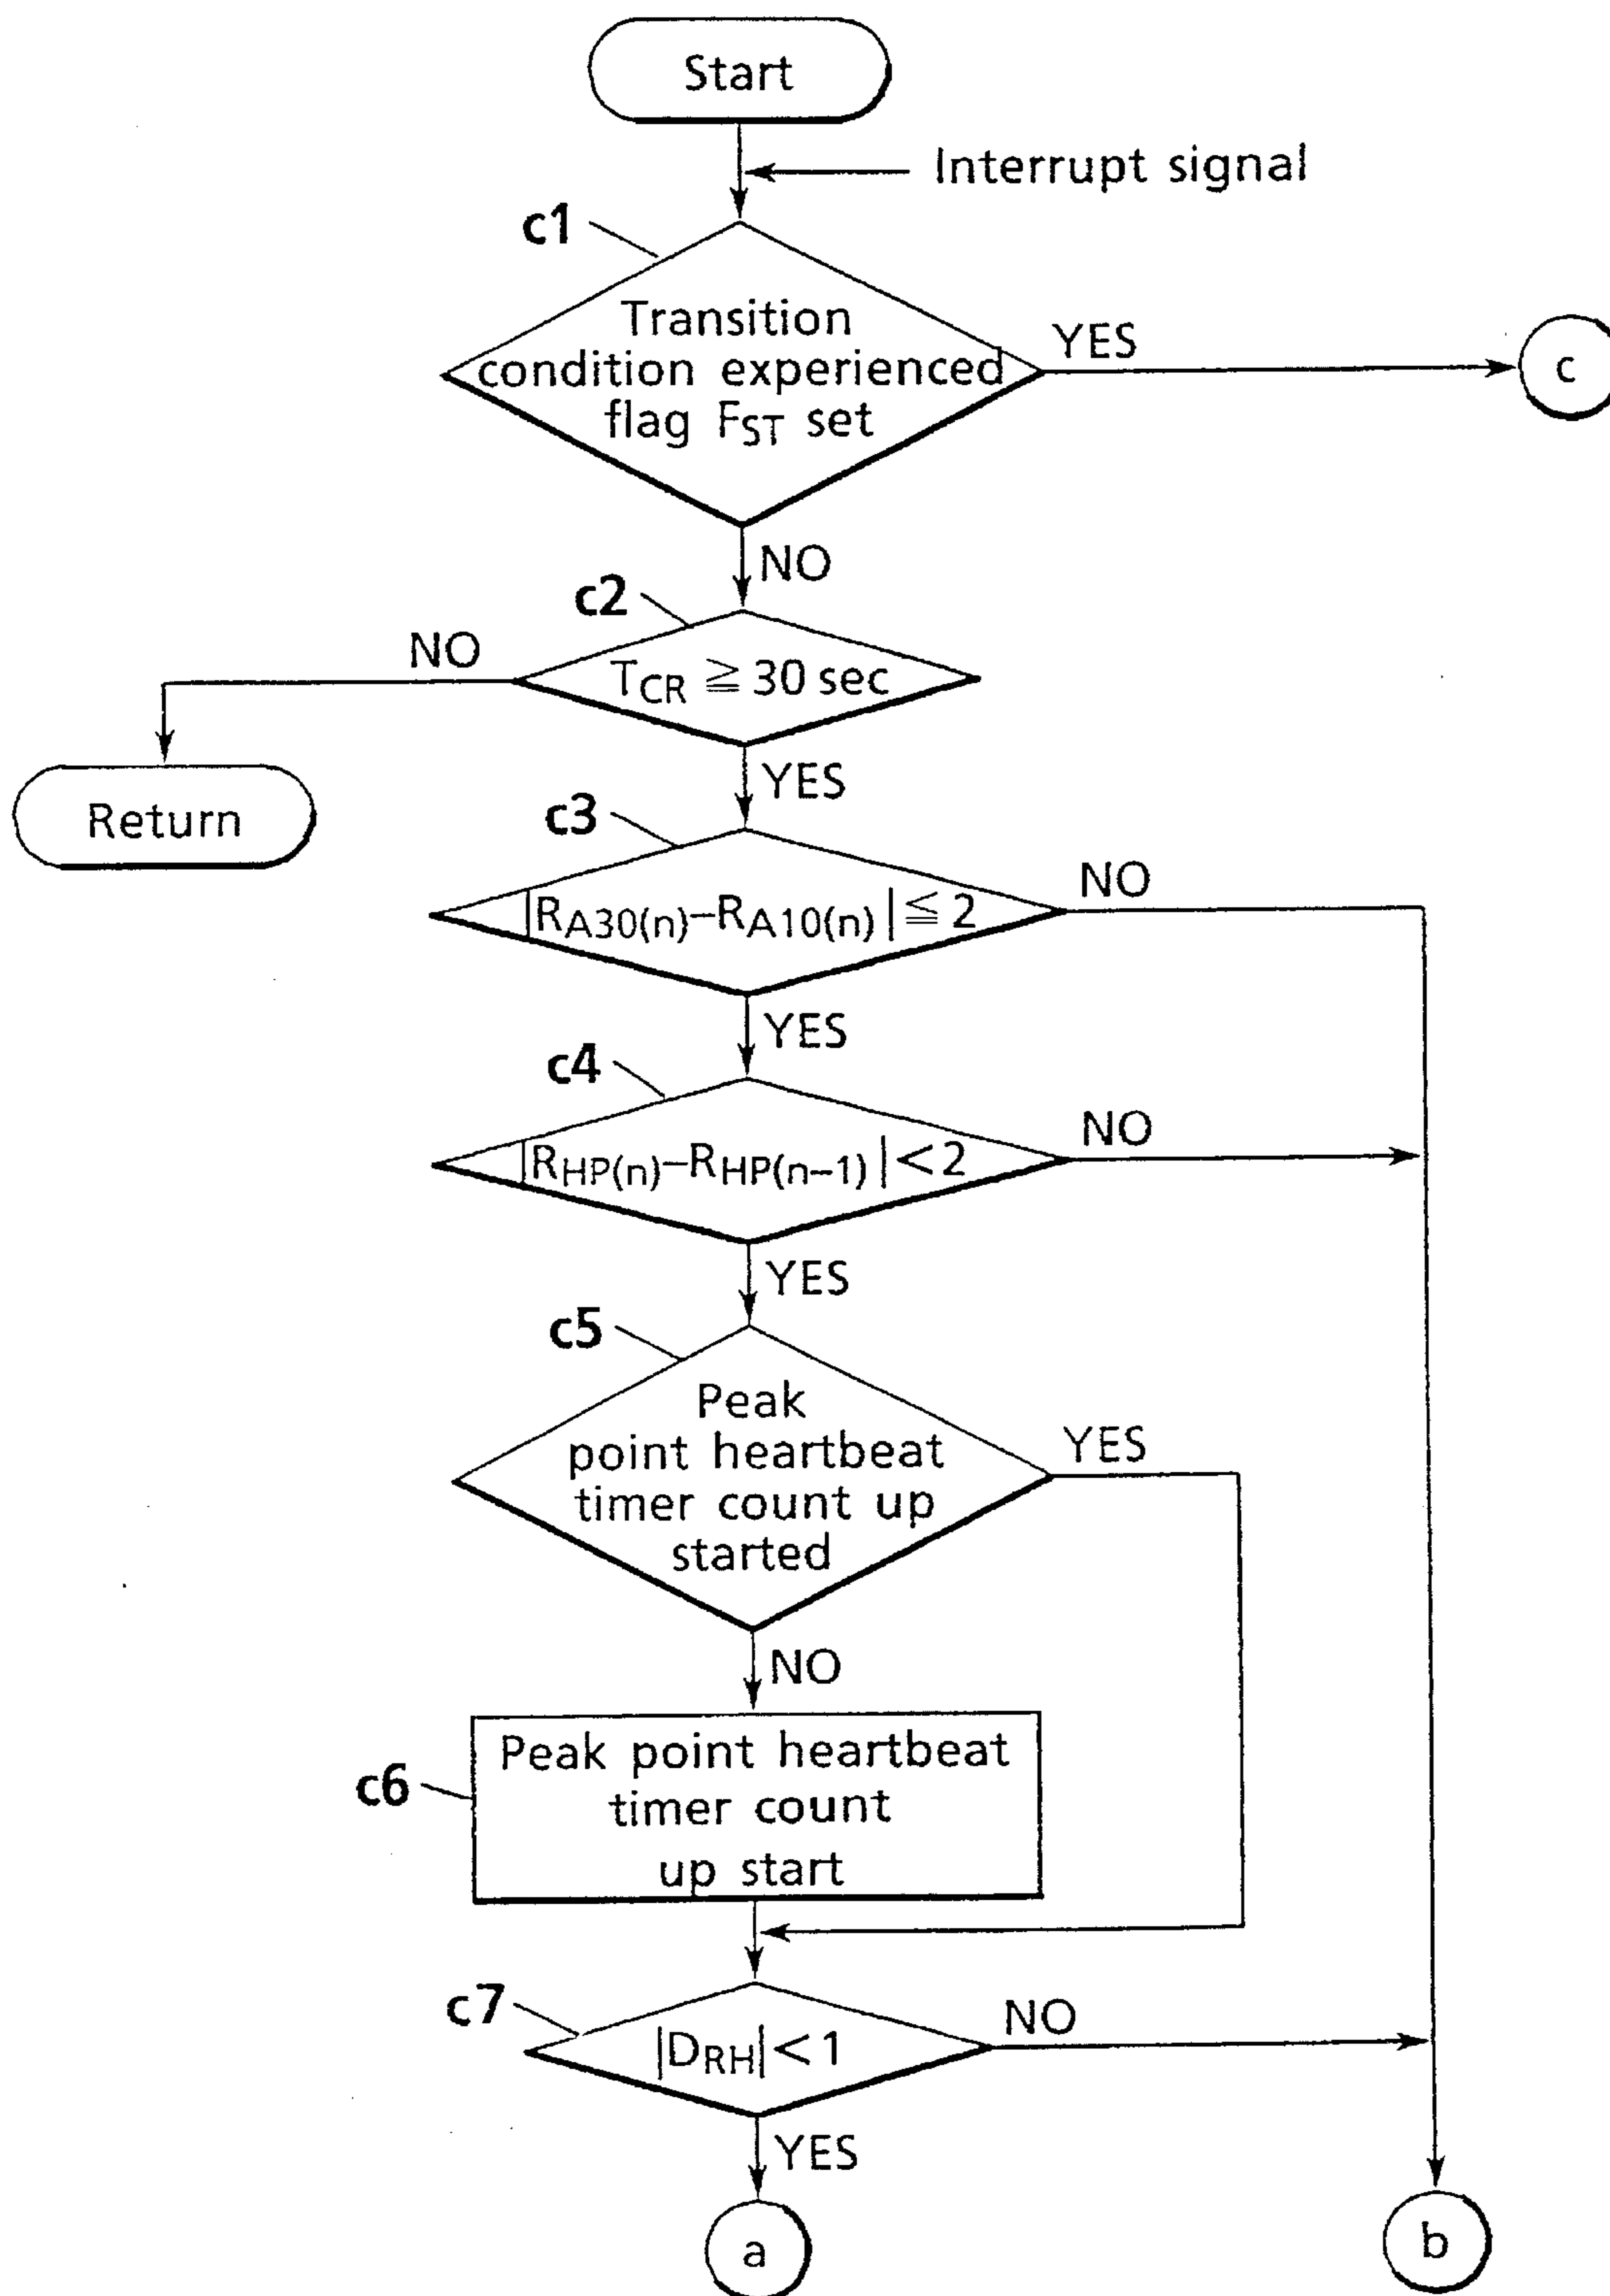 Start
Interrupt signal
c1
Transition
condition experienced
flag FST set
YES
c
NO
c2
NO
TCR ≧ 30 sec
Return
YES
c3
|RA30(n)–RA10(n)| ≦ 2
NO
YES
c4
|RHP(n)–RHP(n–1)| < 2
NO
YES
c5
Peak
point heartbeat
timer count up
started
YES
NO
c6
Peak point heartbeat
timer count
up start
c7
|DRH| < 1
NO
YES
a
b